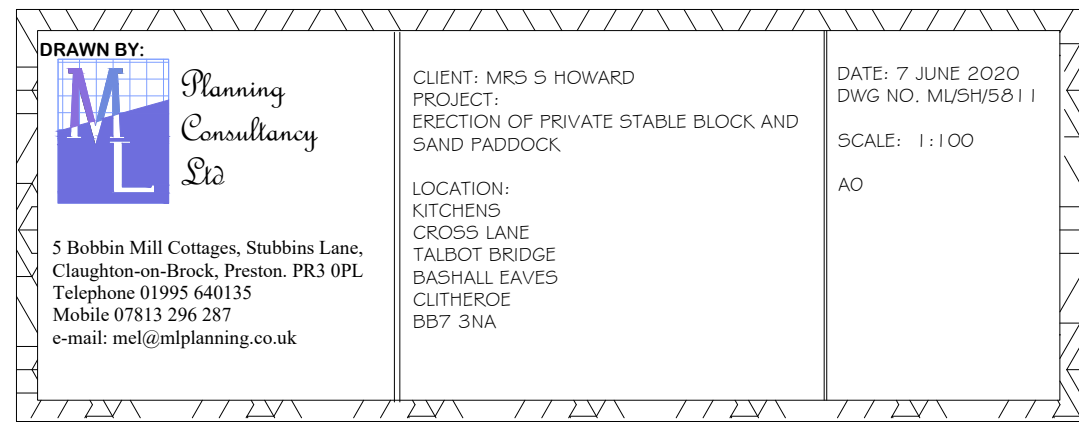 DRAWN BY:
ML
Planning
Consultancy
Ltd
5 Bobbin Mill Cottages, Stubbins Lane,
Claughton-on-Brock, Preston. PR3 0PL
Telephone 01995 640135
Mobile 07813 296 287
e-mail: mel@mlplanning.co.uk
CLIENT: MRS S HOWARD
PROJECT:
ERECTION OF PRIVATE STABLE BLOCK AND
SAND PADDOCK
LOCATION:
KITCHENS
CROSS LANE
TALBOT BRIDGE
BASHALL EAVES
CLITHEROE
BB7 3NA
DATE: 7 JUNE 2020
DWG NO. ML/SH/5811
SCALE: 1:100
A0